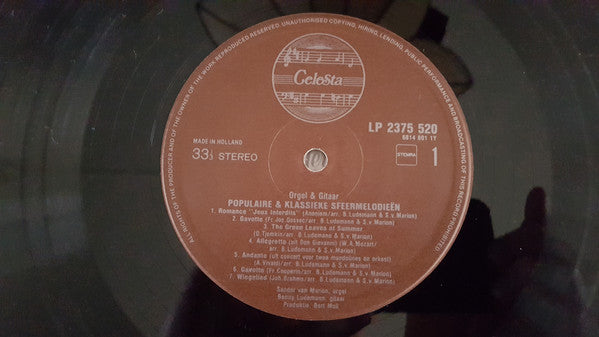 ALL RIGHTS OF THE PRODUCER AND OF THE OWNER OF THE WORK REPRODUCED RESERVED. UNAUTHORISED COPYING, HIRING, LENDING, PUBLIC PERFORMANCE AND BROADCASTING OF THIS RECORD PROHIBITED.
Celesta
LP 2375 520
6814 801 1Y
MADE IN HOLLAND
33⅓ STEREO
STEMRA
1
Orgel & Gitaar
POPULAIRE & KLASSIEKE SFEERMELODIEËN
1. Romance "Jeux Interdits" (Anoniem/arr. B.Ludemann & S.v.Marion)
2. Gavotte (Fr.Jos.Gossec/arr. B.Ludemann & S.v.Marion)
3. The Green Leaves of Summer
(D.Tiomkin/arr. B.Ludemann & S.v.Marion)
4. Allegretto (uit Don Giovanni) (W.A.Mozart/
arr. B.Ludemann & S.v.Marion)
5. Andante (uit concert voor twee mandolines en orkest)
(A.Vivaldi/arr. B.Ludemann & S.v.Marion)
6. Gavotte (Fr.Couperin/arr. B.Ludemann & S.v.Marion)
7. Wiegelied (Joh.Brahms/arr. B.Ludemann & S.v.Marion)
Sander van Marion, orgel
Benny Ludemann, gitaar
Produktie: Bert Moll